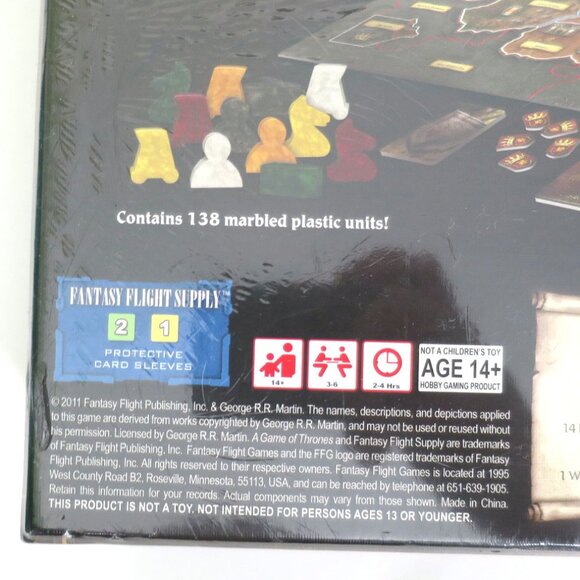 Contains 138 marbled plastic units!
FANTASY FLIGHT SUPPLY™
2 1
PROTECTIVE
CARD SLEEVES
14+
3-6
2-4 Hrs
NOT A CHILDREN'S TOY
AGE 14+
HOBBY GAMING PRODUCT
© 2011 Fantasy Flight Publishing, Inc. & George R.R. Martin. The names, descriptions, and depictions applied
to this game are derived from works copyrighted by George R.R. Martin, and may not be used or reused without
his permission. Licensed by George R.R. Martin. A Game of Thrones and Fantasy Flight Supply are trademarks
of Fantasy Flight Publishing, Inc. Fantasy Flight Games and the FFG logo are registered trademarks of Fantasy
Flight Publishing, Inc. All rights reserved to their respective owners. Fantasy Flight Games is located at 1995
West County Road B2, Roseville, Minnesota, 55113, USA, and can be reached by telephone at 651-639-1905.
Retain this information for your records. Actual components may vary from those shown. Made in China.
THIS PRODUCT IS NOT A TOY. NOT INTENDED FOR PERSONS AGES 13 OR YOUNGER.
14
1 W